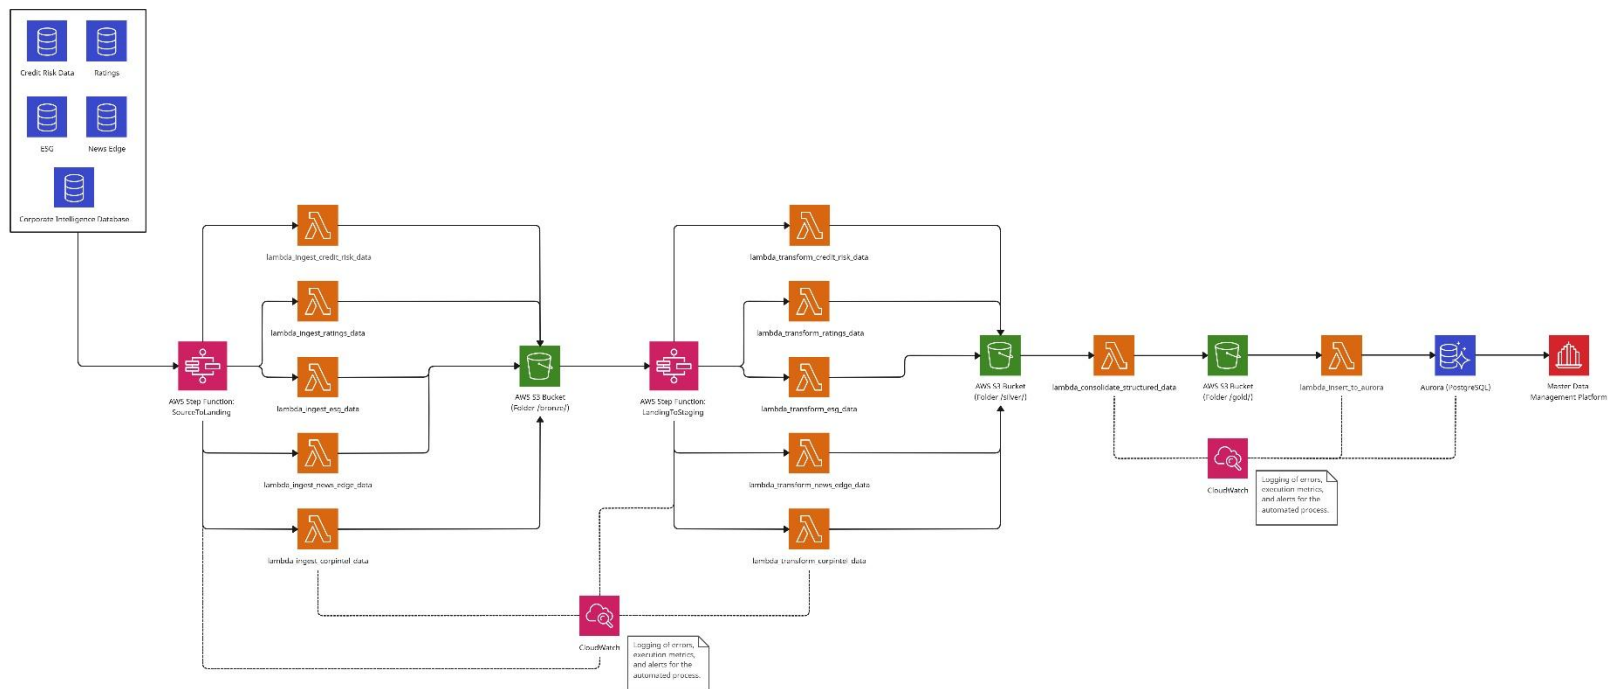 Credit Risk Data
Ratings
ESG
News Edge
Corporate Intelligence Database
AWS Step Function:
SourceToLanding
lambda_ingest_credit_risk_data
lambda_ingest_ratings_data
lambda_ingest_esg_data
lambda_ingest_news_edge_data
lambda_ingest_corpintel_data
AWS S3 Bucket
(Folder /bronze/)
AWS Step Function:
LandingToStaging
lambda_transform_credit_risk_data
lambda_transform_ratings_data
lambda_transform_esg_data
lambda_transform_news_edge_data
lambda_transform_corpintel_data
CloudWatch
Logging of errors,
execution metrics,
and alerts for the
automated process.
AWS S3 Bucket
(Folder /silver/)
lambda_consolidate_structured_data
AWS S3 Bucket
(Folder /gold/)
lambda_insert_to_aurora
Aurora (PostgreSQL)
Master Data
Management Platform
CloudWatch
Logging of errors,
execution metrics,
and alerts for the
automated process.